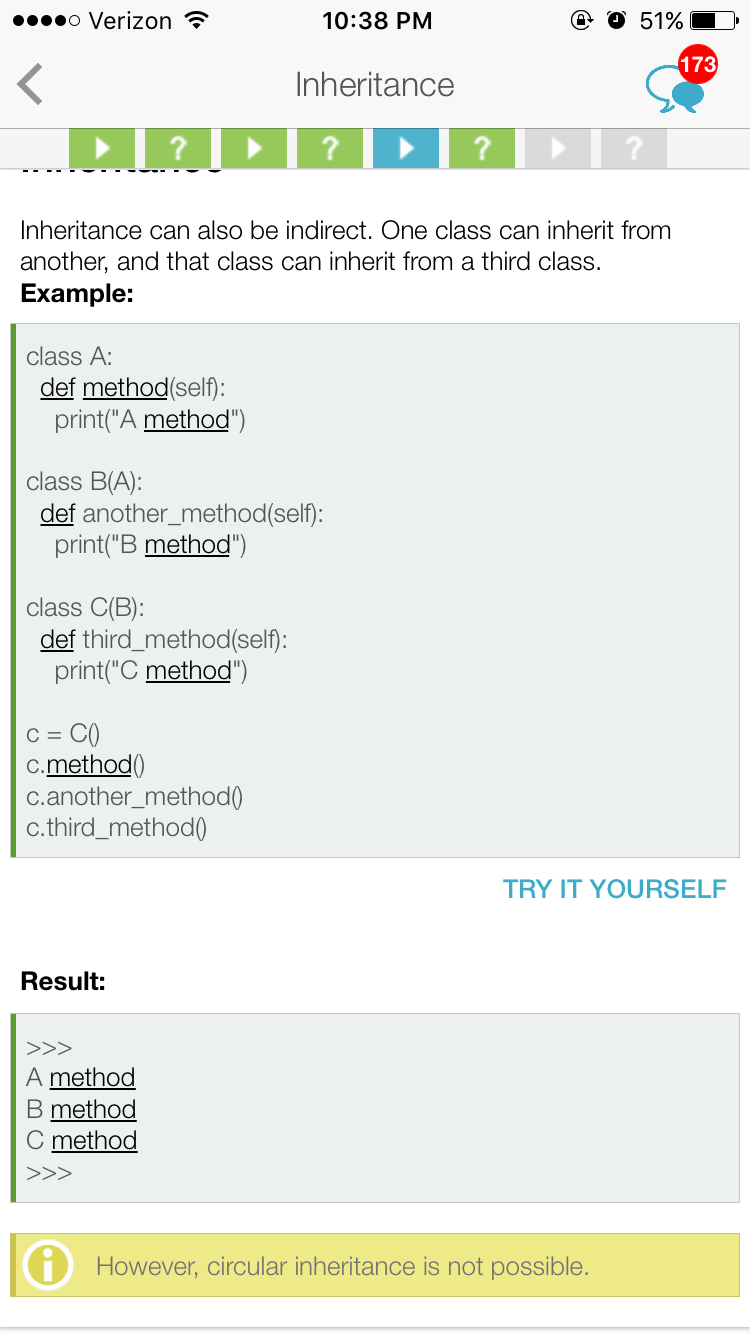 Verizon 10:38 PM 51%
Inheritance 173
? ? ? ?
Inheritance can also be indirect. One class can inherit from
another, and that class can inherit from a third class.
Example:
class A:
def method(self):
print("A method")
class B(A):
def another_method(self):
print("B method")
class C(B):
def third_method(self):
print("C method")
c = C()
c.method()
c.another_method()
c.third_method()
TRY IT YOURSELF
Result:
>>>
A method
B method
C method
>>>
However, circular inheritance is not possible.